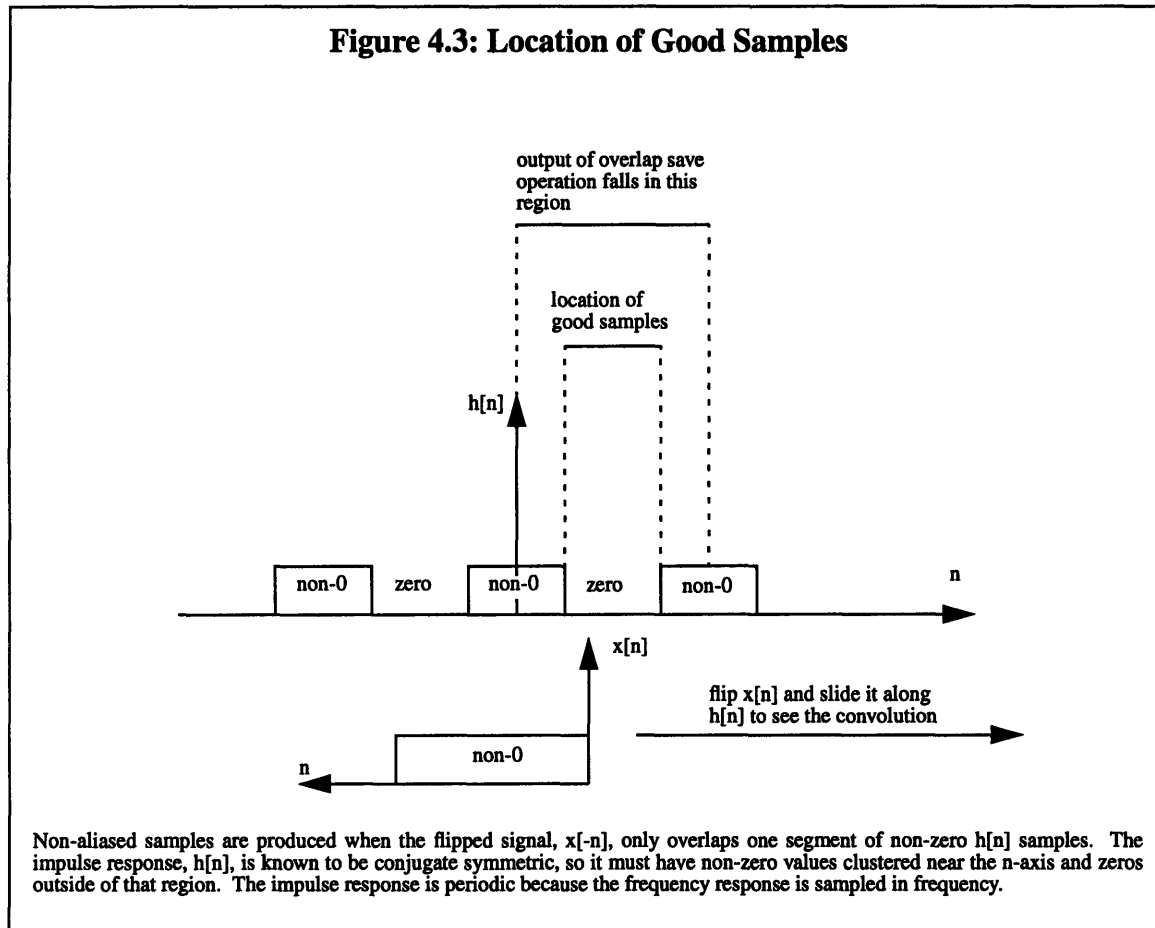 Figure 4.3: Location of Good Samples
output of overlap save
operation falls in this
region
location of
good samples
h[n]
non-0
zero
non-0
zero
non-0
n
x[n]
flip x[n] and slide it along
h[n] to see the convolution
non-0
n
Non-aliased samples are produced when the flipped signal, x[-n], only overlaps one segment of non-zero h[n] samples. The
impulse response, h[n], is known to be conjugate symmetric, so it must have non-zero values clustered near the n-axis and zeros
outside of that region. The impulse response is periodic because the frequency response is sampled in frequency.